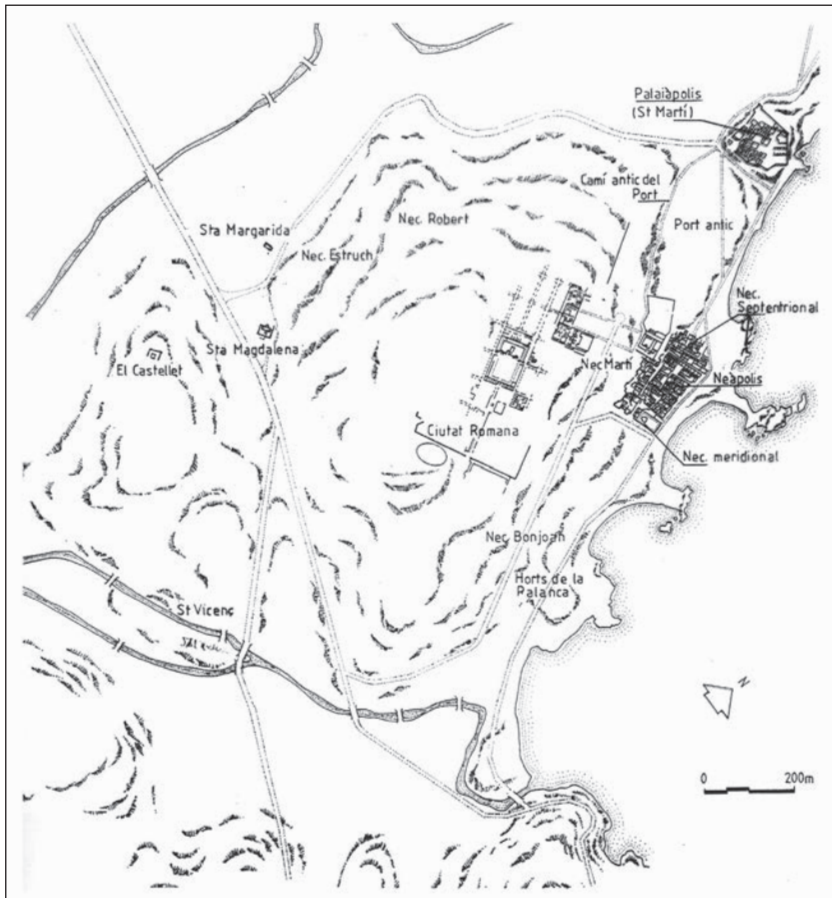 Palaiàpolis
(St Martí)
Camí antic del
Port
Nec. Robert
Sta Margarida
Port antic
Nec. Estruch
Nec.
Septentrional
Sta Magdalena
El Castellet
Nec Martí
Neàpolis
Ciutat Romana
Nec. meridional
Nec. Bonjoan
Horts de la
Palanca
St Vicenç
N
0 200m